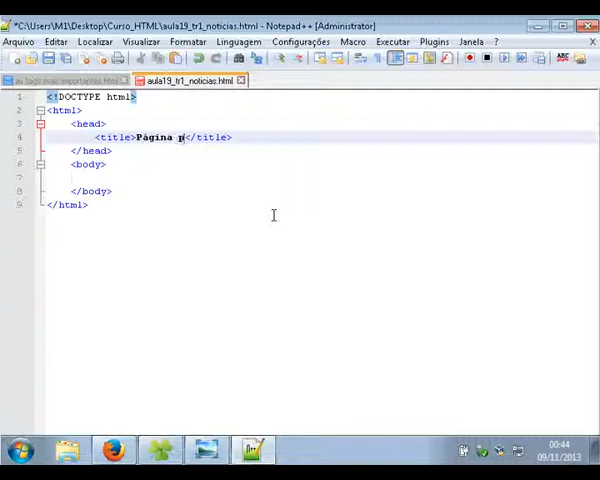 *C:\Users\M1\Desktop\Curso_HTML\aula19_tr1_noticias.html - Notepad++ [Administrator]
Arquivo Editar Localizar Visualizar Formatar Linguagem Configurações Macro Executar Plugins Janela ?
aula19_tr1_noticias.html
1 <!DOCTYPE html>
2 <html>
3 <head>
4 <title>Página p</title>
5 </head>
6 <body>
7
8 </body>
9 </html>
00:44
09/11/2013